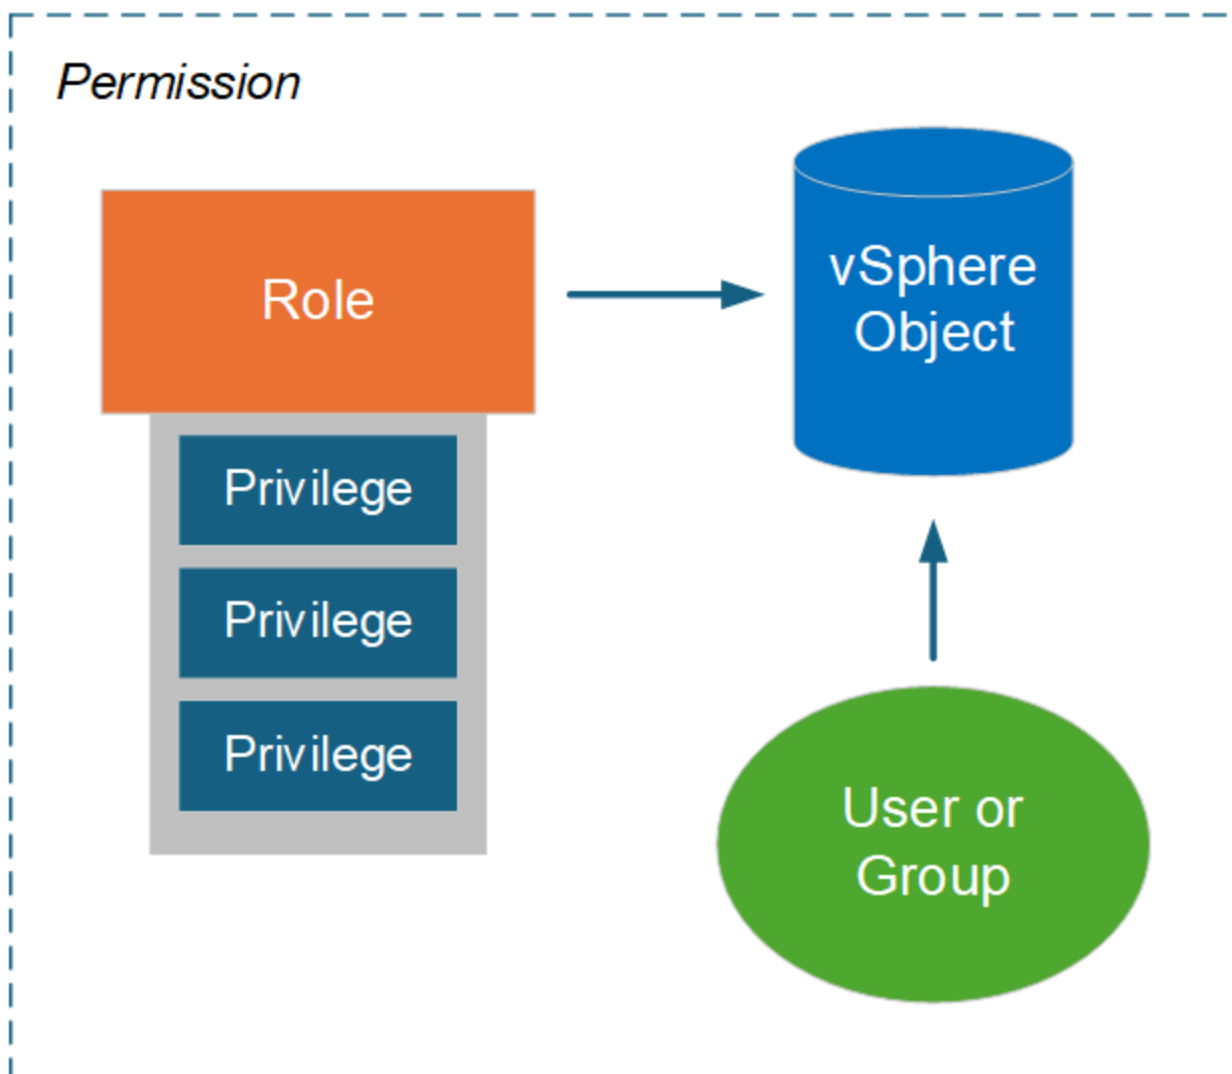 Permission
Role
vSphere
Object
Privilege
Privilege
Privilege
User or
Group